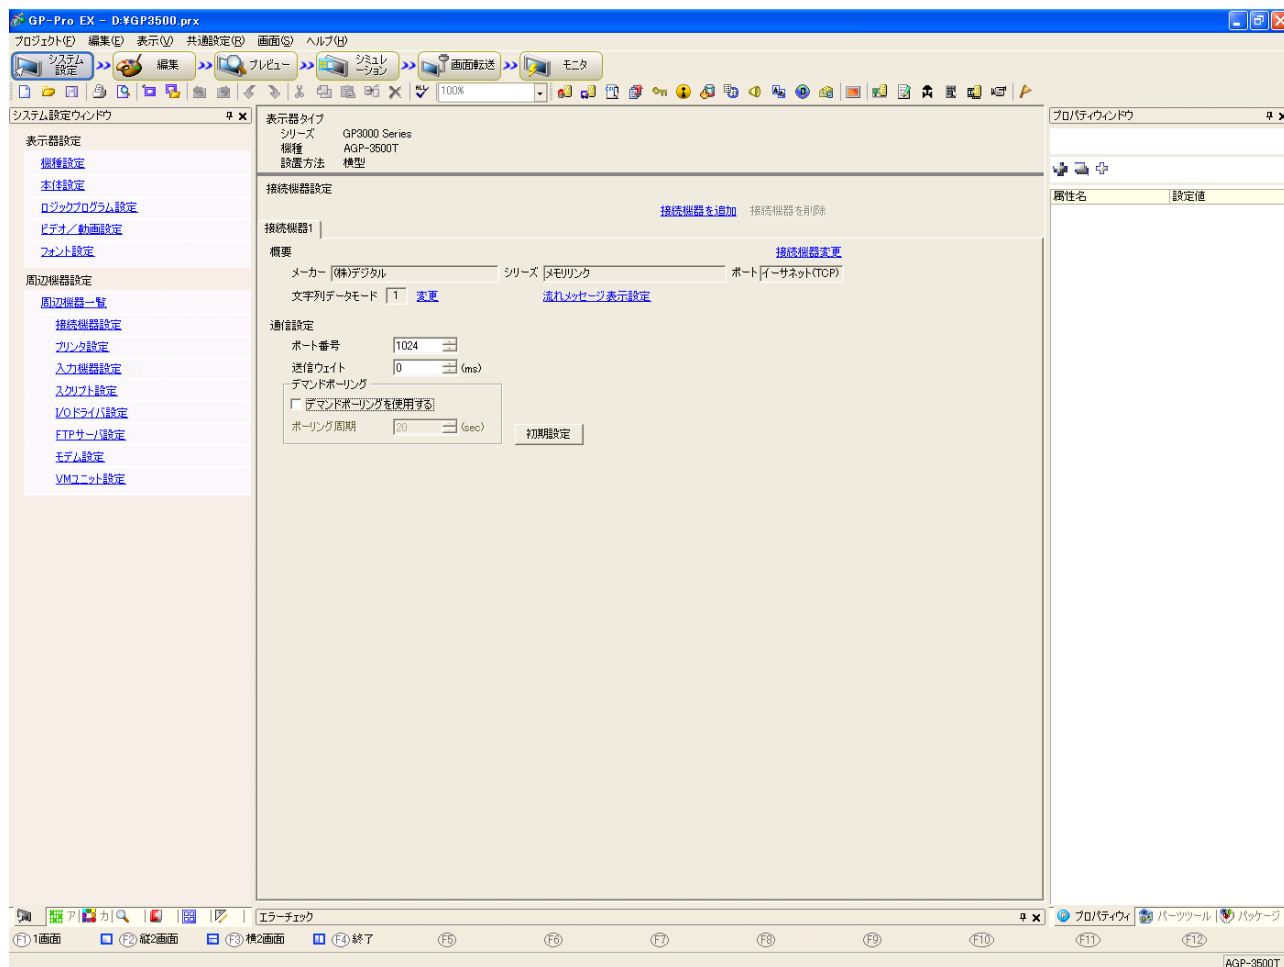 GP-Pro EX - D:¥GP3500.prx
プロジェクト(F) 編集(E) 表示(V) 共通設定(R) 画面(S) ヘルプ(H)
システム設定 編集 プレビュー シミュレーション 画面転送 モニタ
100%
システム設定ウィンドウ
表示器設定
機種設定
本体設定
ロジックプログラム設定
ビデオ/動画設定
フォント設定
周辺機器設定
周辺機器一覧
接続機器設定
プリンタ設定
入力機器設定
スクリプト設定
I/Oドライバ設定
FTPサーバ設定
モデム設定
VMユニット設定
表示器タイプ
シリーズ GP3000 Series
機種 AGP-3500T
設置方法 横型
接続機器設定
接続機器を追加 接続機器を削除
接続機器1
概要 接続機器変更
メーカー (株)デジタル シリーズ メモリリンク ポート イーサネット(TCP)
文字列データモード 1 変更 流れメッセージ表示設定
通信設定
ポート番号 1024
送信ウェイト 0 (ms)
デマンドポーリング
デマンドポーリングを使用する
ポーリング周期 20 (sec)
初期設定
プロパティウィンドウ
属性名 設定値
ア カ
エラーチェック
プロパティウィ パーツツール パッケージ
F1 1画面 F2 縦2画面 F3 横2画面 F4 終了 F5 F6 F7 F8 F9 F10 F11 F12
AGP-3500T